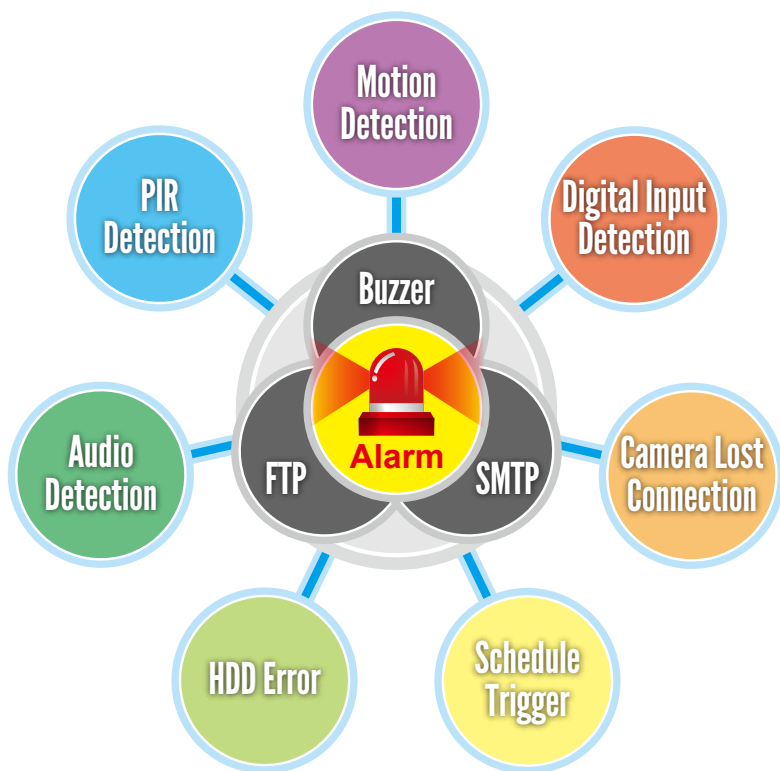 Motion
Detection
PIR
Detection
Digital Input
Detection
Buzzer
Alarm
FTP
SMTP
Audio
Detection
Camera Lost
Connection
HDD Error
Schedule
Trigger